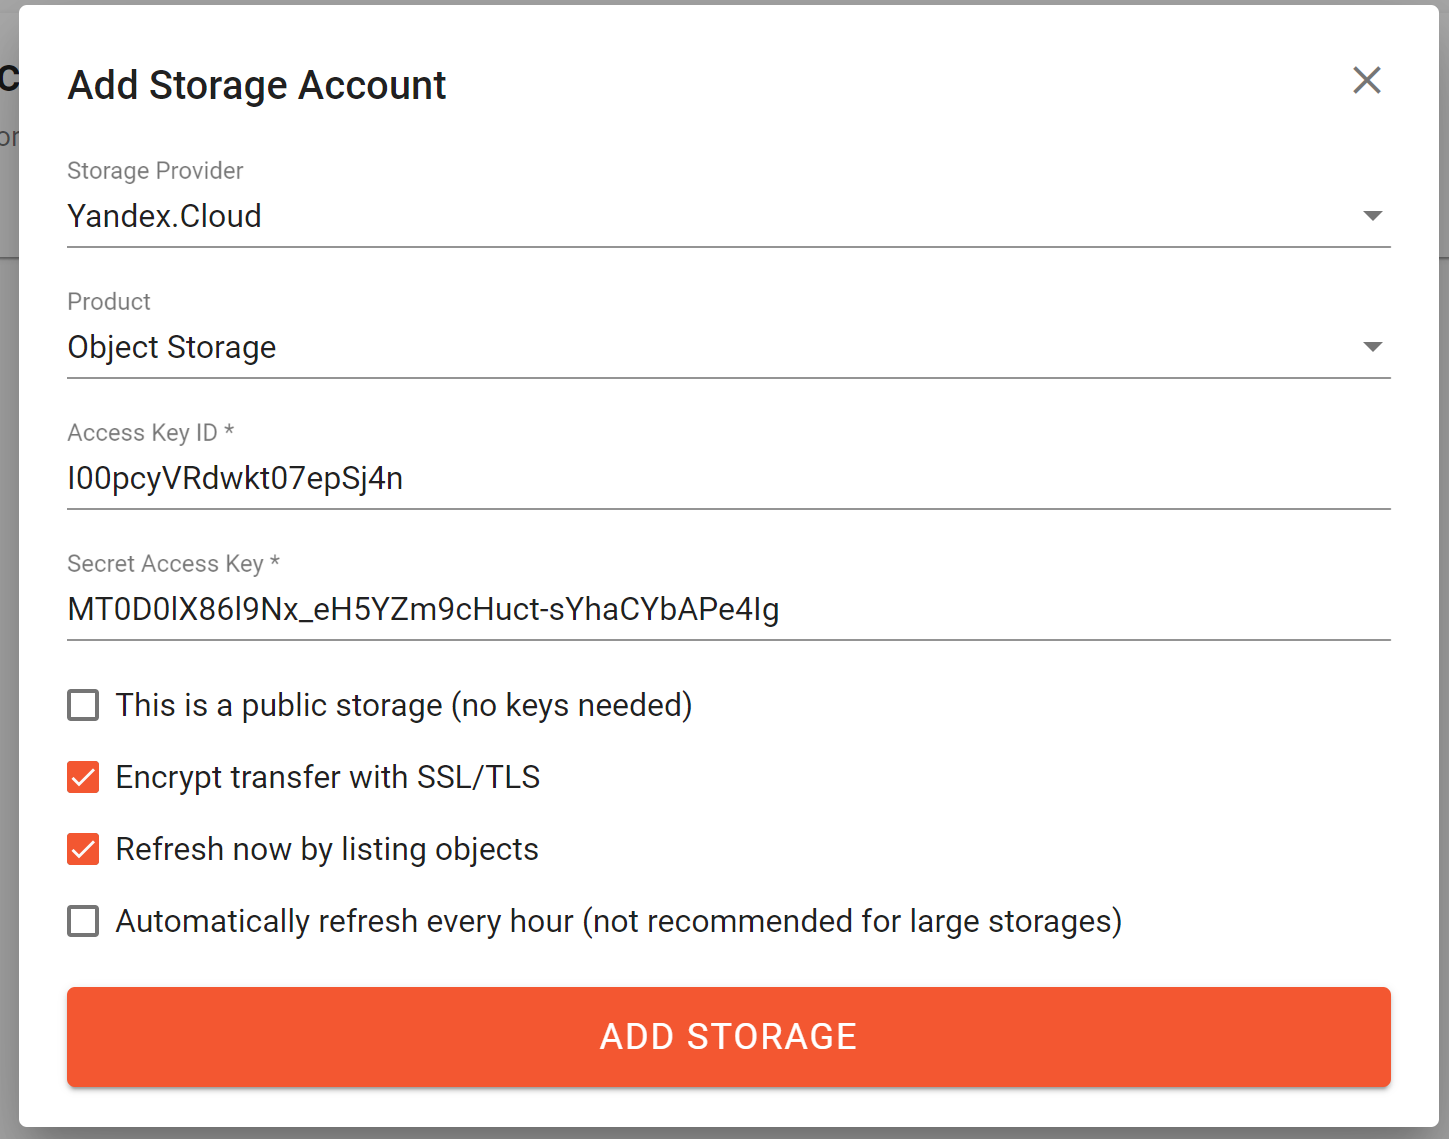 Add Storage Account
Storage Provider
Yandex.Cloud
Product
Object Storage
Access Key ID *
I00pcyVRdwkt07epSj4n
Secret Access Key *
MT0D0lX86l9Nx_eH5YZm9cHuct-sYhaCYbAPe4Ig
This is a public storage (no keys needed)
Encrypt transfer with SSL/TLS
Refresh now by listing objects
Automatically refresh every hour (not recommended for large storages)
ADD STORAGE